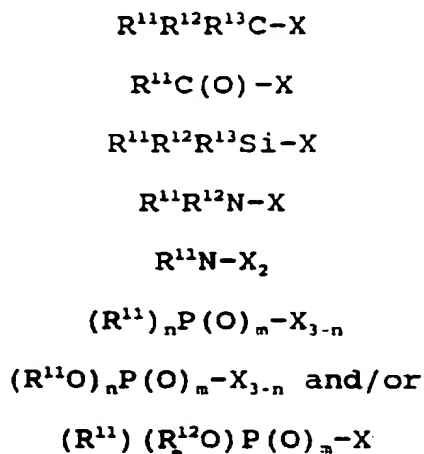 R¹¹R¹²R¹³C-X
R¹¹C(O)-X
R¹¹R¹²R¹³Si-X
R¹¹R¹²N-X
R¹¹N-X₂
(R¹¹)ₙP(O)ₘ-X₃₋ₙ
(R¹¹O)ₙP(O)ₘ-X₃₋ₙ and/or
(R¹¹)(R¹²O)P(O)ₘ-X